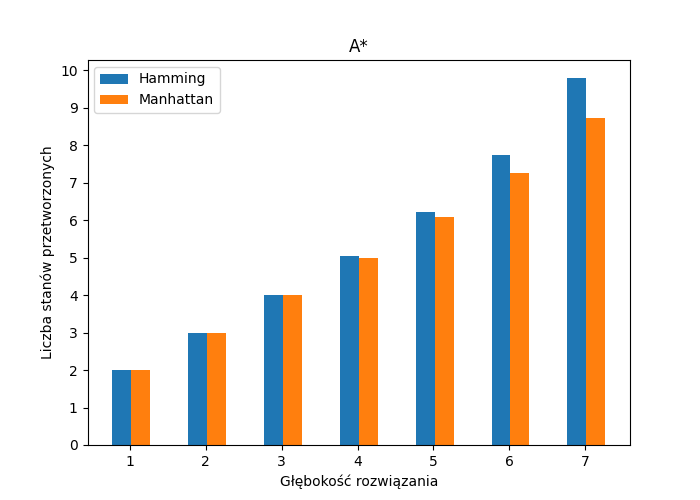 A*
Hamming
Manhattan
Liczba stanów przetworzonych
10
9
8
7
6
5
4
3
2
1
0
1 2 3 4 5 6 7
Głębokość rozwiązania